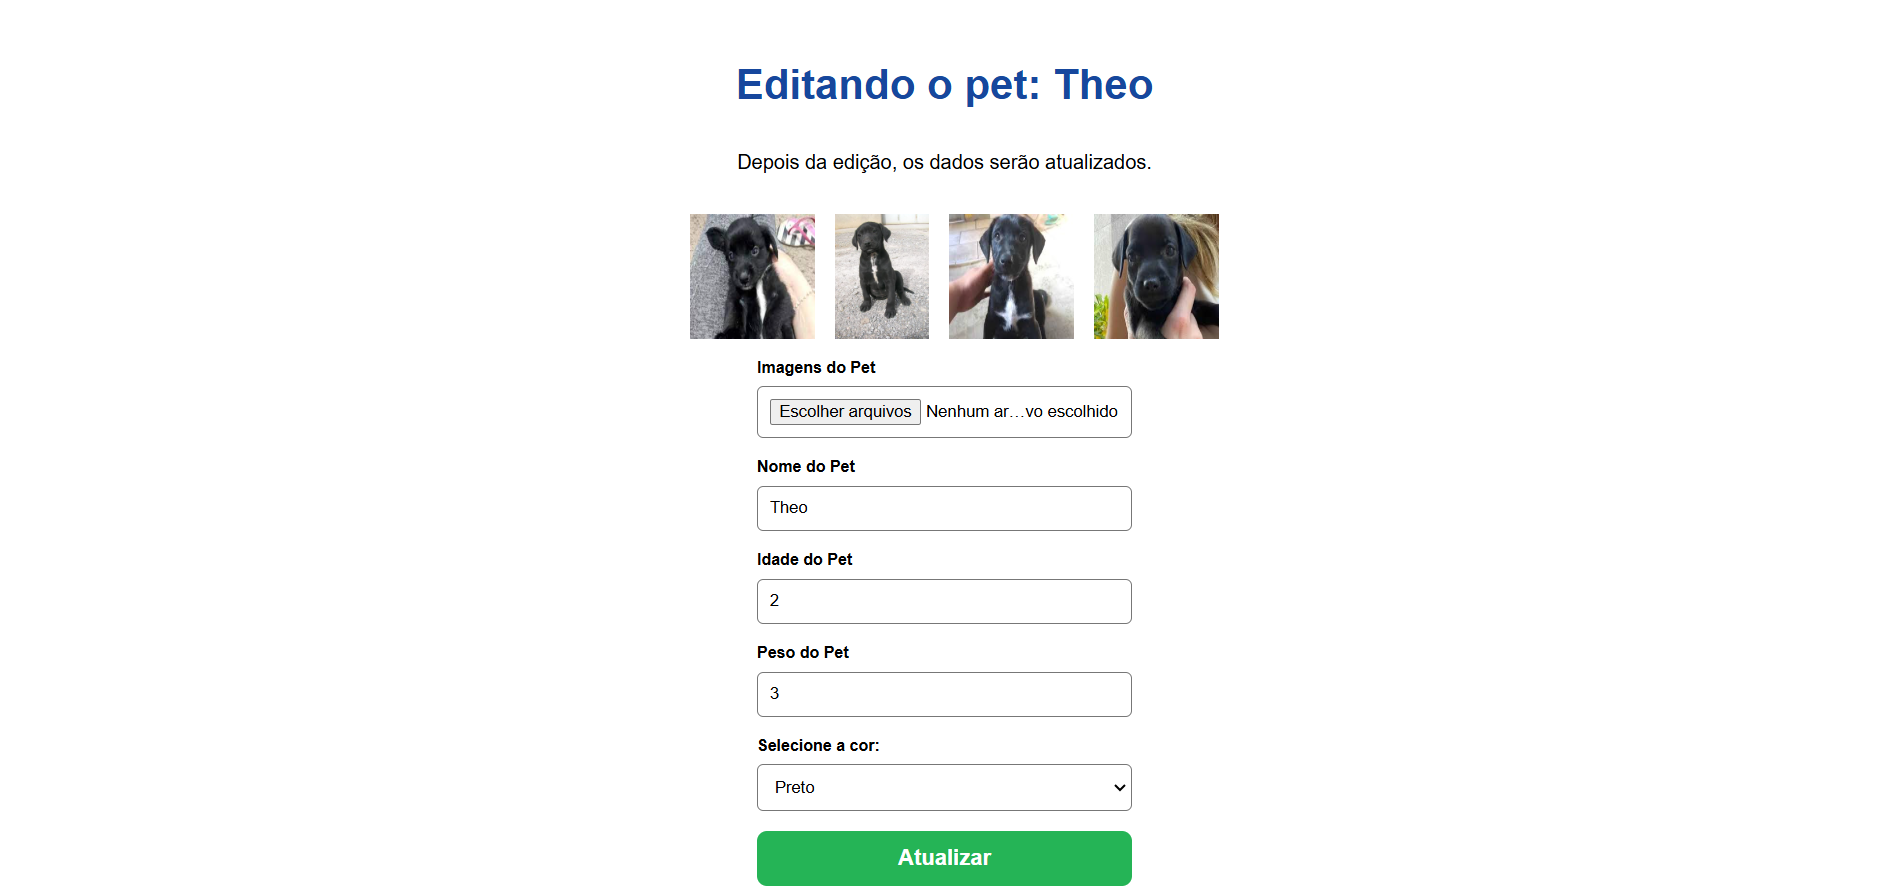 Editando o pet: Theo
Depois da edição, os dados serão atualizados.
Imagens do Pet
Escolher arquivos Nenhum ar…vo escolhido
Nome do Pet
Theo
Idade do Pet
2
Peso do Pet
3
Selecione a cor:
Preto
Atualizar